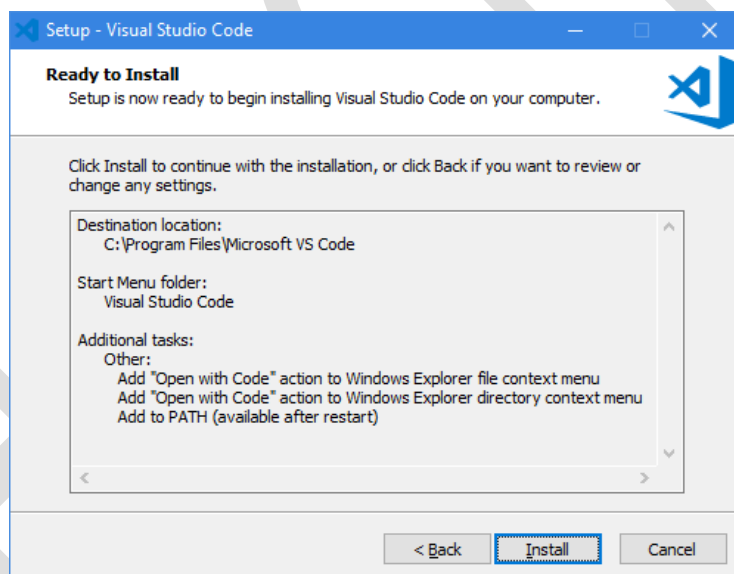 Setup - Visual Studio Code
Ready to Install
Setup is now ready to begin installing Visual Studio Code on your computer.
Click Install to continue with the installation, or click Back if you want to review or
change any settings.
Destination location:
C:\Program Files\Microsoft VS Code
Start Menu folder:
Visual Studio Code
Additional tasks:
Other:
Add "Open with Code" action to Windows Explorer file context menu
Add "Open with Code" action to Windows Explorer directory context menu
Add to PATH (available after restart)
< Back
Install
Cancel